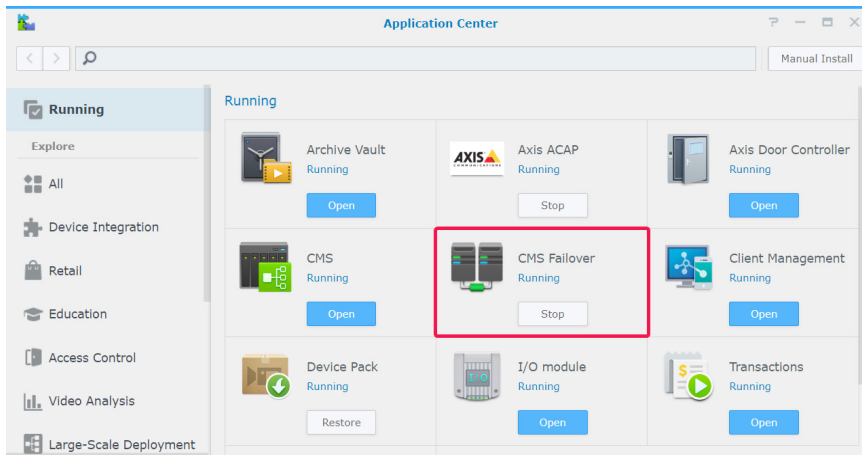 Application Center
Manual Install
Running
Explore
All
Device Integration
Retail
Education
Access Control
Video Analysis
Large-Scale Deployment
Running
Archive Vault
Running
Open
AXIS
COMMUNICATIONS
Axis ACAP
Running
Stop
Axis Door Controller
Running
Open
CMS
Running
Open
CMS Failover
Running
Stop
Client Management
Running
Open
Device Pack
Running
Restore
I/O module
Running
Open
Transactions
Running
Open